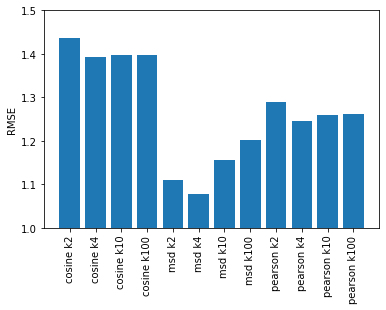 1.5
1.4
1.3
1.2
1.1
1.0
RMSE
cosine k2
cosine k4
cosine k10
cosine k100
msd k2
msd k4
msd k10
msd k100
pearson k2
pearson k4
pearson k10
pearson k100